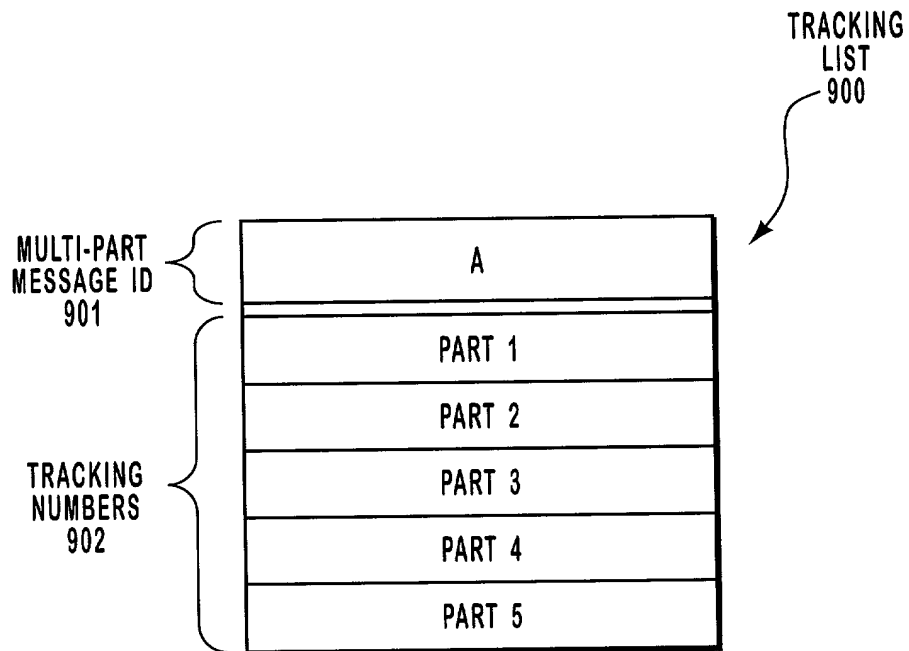 TRACKING
LIST
900
MULTI-PART
MESSAGE ID
901
A
PART 1
PART 2
PART 3
PART 4
PART 5
TRACKING
NUMBERS
902